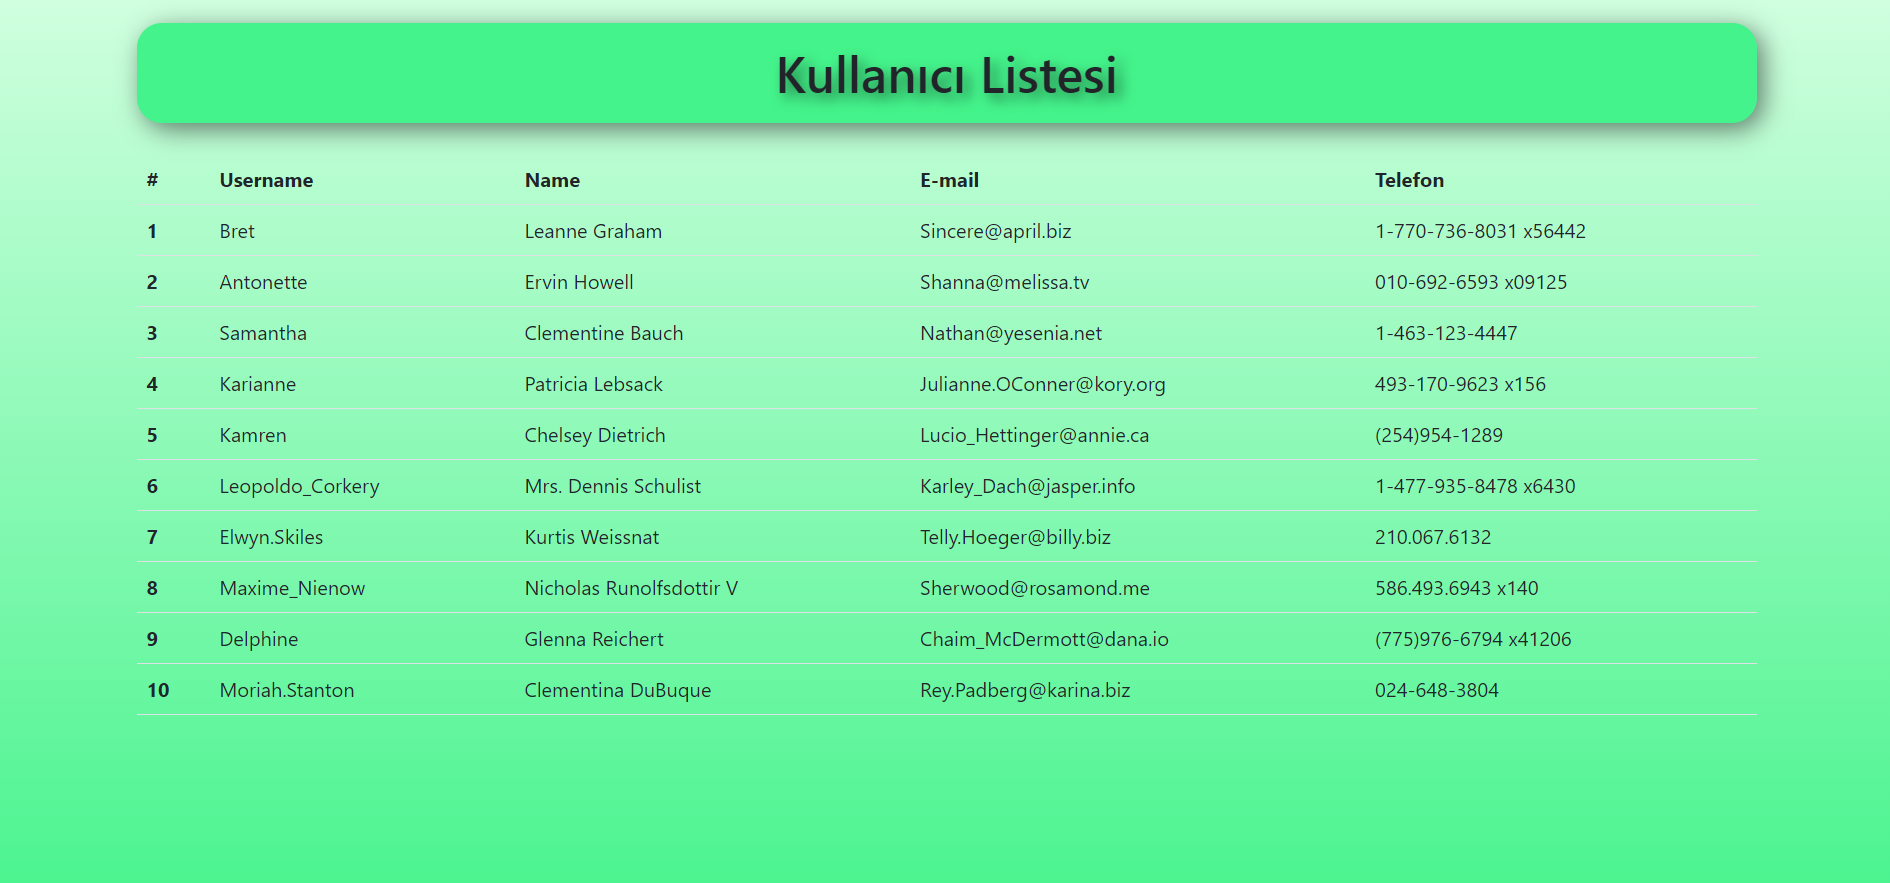 Kullanıcı Listesi
# Username Name E-mail Telefon
1 Bret Leanne Graham Sincere@april.biz 1-770-736-8031 x56442
2 Antonette Ervin Howell Shanna@melissa.tv 010-692-6593 x09125
3 Samantha Clementine Bauch Nathan@yesenia.net 1-463-123-4447
4 Karianne Patricia Lebsack Julianne.OConner@kory.org 493-170-9623 x156
5 Kamren Chelsey Dietrich Lucio_Hettinger@annie.ca (254)954-1289
6 Leopoldo_Corkery Mrs. Dennis Schulist Karley_Dach@jasper.info 1-477-935-8478 x6430
7 Elwyn.Skiles Kurtis Weissnat Telly.Hoeger@billy.biz 210.067.6132
8 Maxime_Nienow Nicholas Runolfsdottir V Sherwood@rosamond.me 586.493.6943 x140
9 Delphine Glenna Reichert Chaim_McDermott@dana.io (775)976-6794 x41206
10 Moriah.Stanton Clementina DuBuque Rey.Padberg@karina.biz 024-648-3804